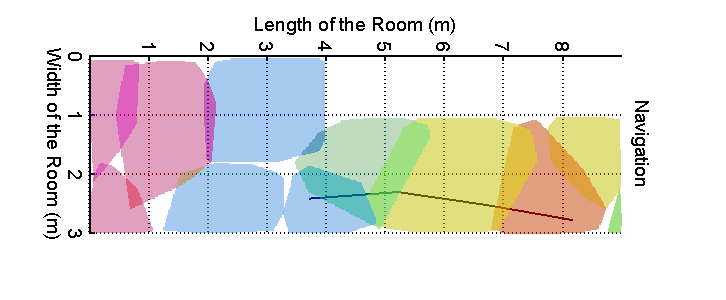 Length of the Room (m)
0 1 2 3 4 5 6 7 8
Width of the Room (m)
1
2
3
Navigation